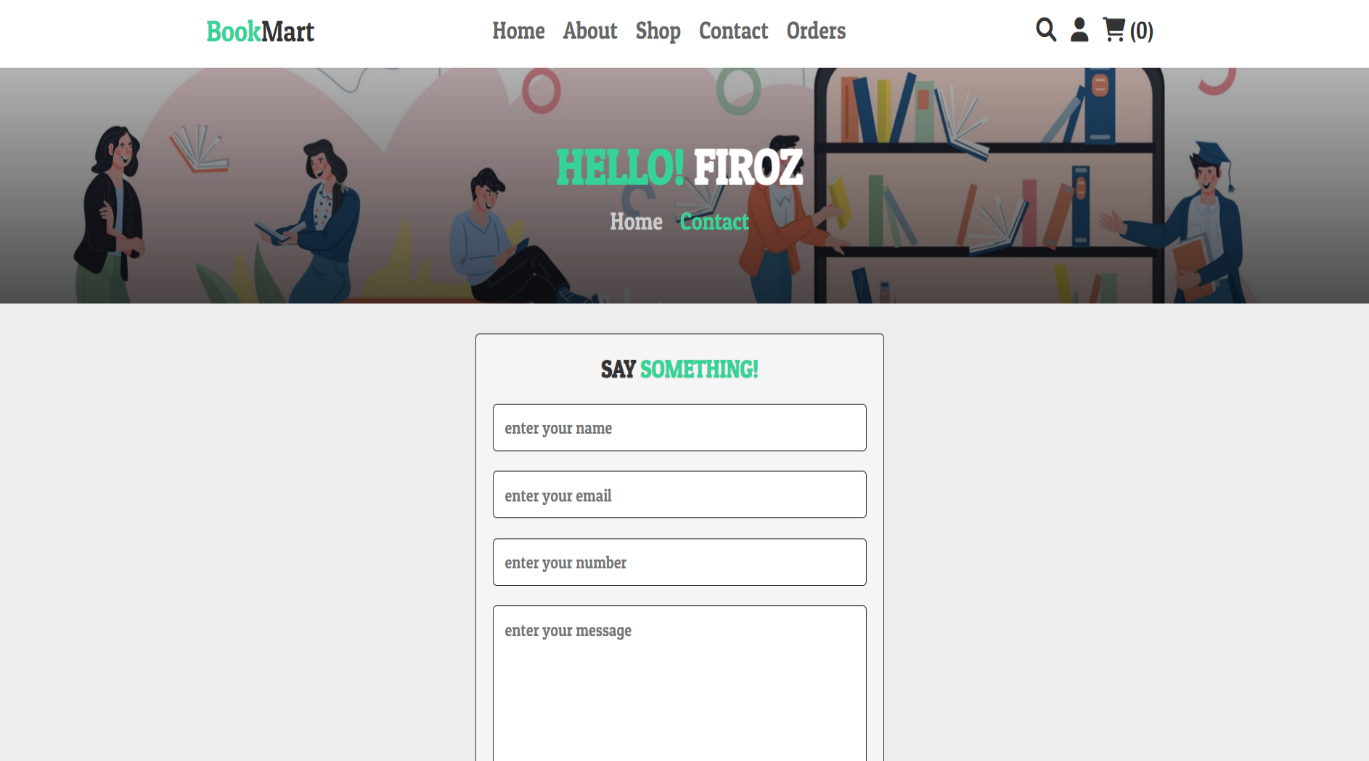 BookMart Home About Shop Contact Orders (0)
HELLO! FIROZ
Home Contact
SAY SOMETHING!
enter your name
enter your email
enter your number
enter your message